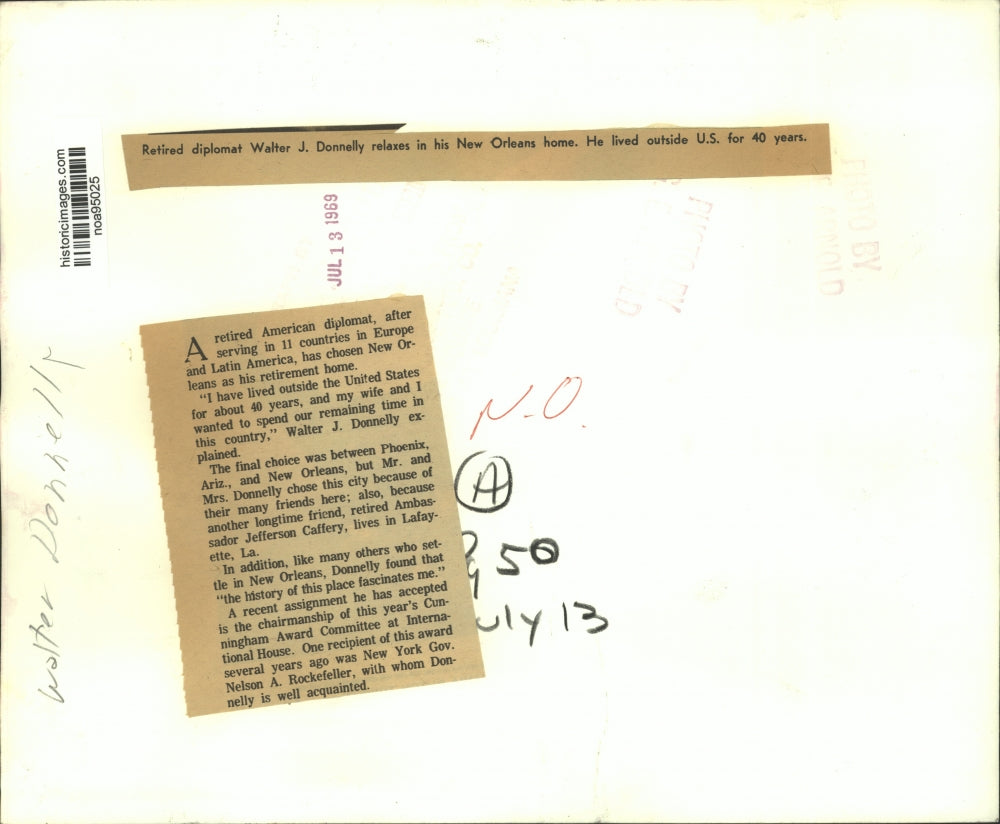 Retired diplomat Walter J. Donnelly relaxes in his New Orleans home. He lived outside U.S. for 40 years.
historicimages.com
noa95025
JUL 13 1969
A retired American diplomat, after
serving in 11 countries in Europe
and Latin America, has chosen New Or-
leans as his retirement home.
"I have lived outside the United States
for about 40 years, and my wife and I
wanted to spend our remaining time in
this country," Walter J. Donnelly ex-
plained.
The final choice was between Phoenix,
Ariz., and New Orleans, but Mr. and
Mrs. Donnelly chose this city because of
their many friends here; also, because
another longtime friend, retired Ambas-
sador Jefferson Caffery, lives in Lafay-
ette, La.
In addition, like many others who set-
tle in New Orleans, Donnelly found that
"the history of this place fascinates me."
A recent assignment he has accepted
is the chairmanship of this year's Cun-
ningham Award Committee at Interna-
tional House. One recipient of this award
several years ago was New York Gov.
Nelson A. Rockefeller, with whom Don-
nelly is well acquainted.
Walter Donnelly
N.O.
A
50
uly 13
PHOTO BY